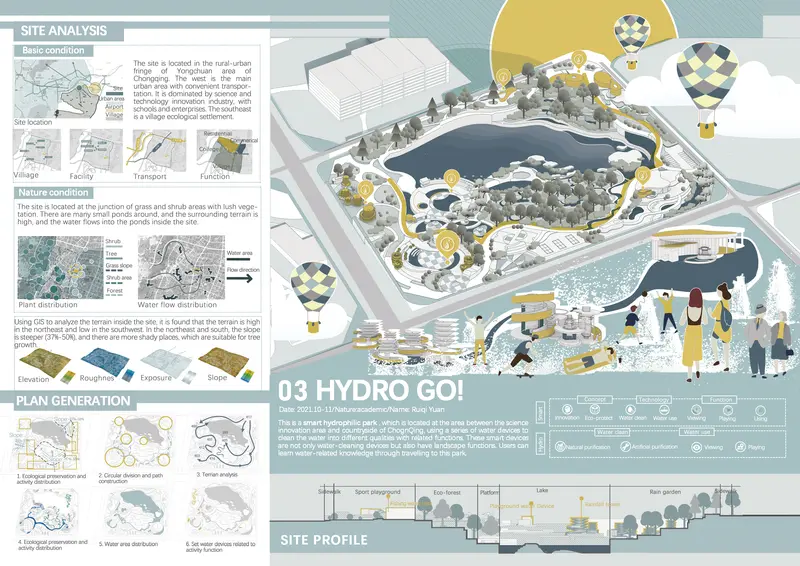 SITE ANALYSIS
Basic condition
The site is located in the rural-urban
fringe of Yongchuan area of
Chongqing. The west is the main
urban area with convenient transpor-
tation. It is dominated by science and
technology innovation industry, with
schools and enterprises. The southeast
is a village ecological settlement.
Site
Urban area
Airport
Village
Site location
Residential
Commerical
College
Villiage
Facility
Transport
Function
Nature condition
The site is located at the junction of grass and shrub areas with lush vege-
tation. There are many small ponds around, and the surrounding terrain is
high, and the water flows into the ponds inside the site.
Shrub
Tree
Grass slope
Shrub area
Forest
Water area
Flow direction
Plant distribution
Water flow distribution
Using GIS to analyze the terrain inside the site, it is found that the terrain is high
in the northeast and low in the southwest. In the northeast and south, the slope
is steeper (37%-50%), and there are more shady places, which are suitable for tree
growth.
Elevation
Roughnes
Exposure
Slope
PLAN GENERATION
1. Ecological preservation and
activity distribution
2. Circular division and path
construction
3. Terrian analysis
4. Ecological preservation and
activity distribution
5. Water area distribution
6. Set water devices related to
activity function
03 HYDRO GO!
Date: 2021.10-11/Nature:academic/Name: Ruiqi Yuan
This is a smart hydrophilic park , which is located at the area between the science
innovation area and countryside of ChognQing, using a series of water devices to
clean the water into different qualities with related functions. These smart devices
are not only water-cleaning devices but also have landscape functions. Users can
learn water-related knowledge through traveling to this park.
Smart
Concept
Technology
Function
innovation
Eco-protect
Water clean
Water use
Viewing
Playing
Using
Hydro
Water clean
Water use
Natural purification
Artificial purification
Viewing
Playing
Sidewalk
Sport playground
Eco-forest
Platform
Lake
Rain garden
Sidewalk
SITE PROFILE